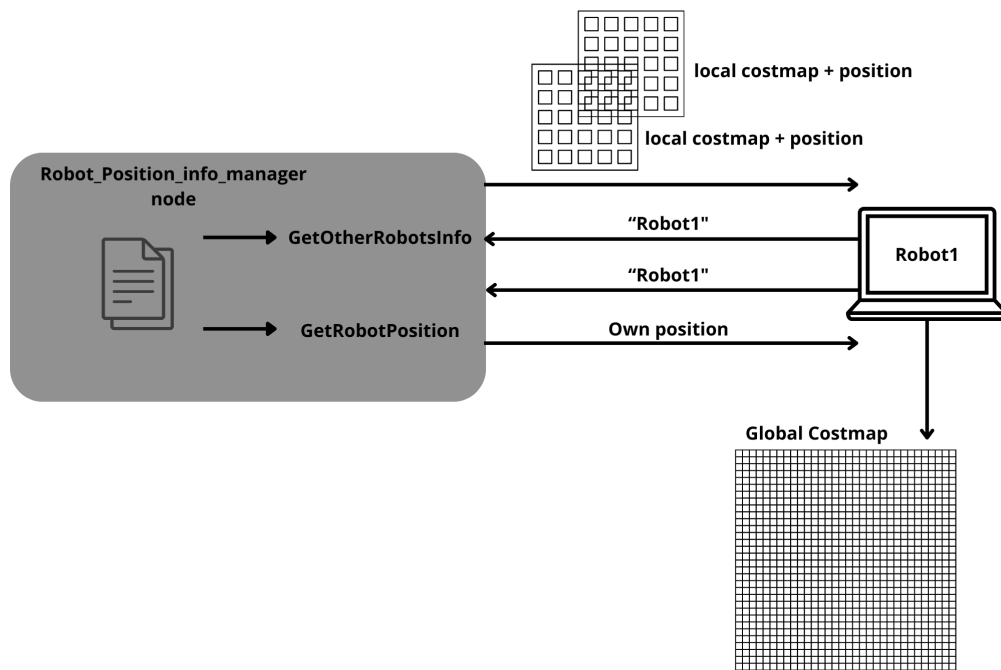 local costmap + position
local costmap + position
Robot_Position_info_manager
node
“Robot1"
GetOtherRobotsInfo
Robot1
“Robot1"
GetRobotPosition
Own position
Global Costmap